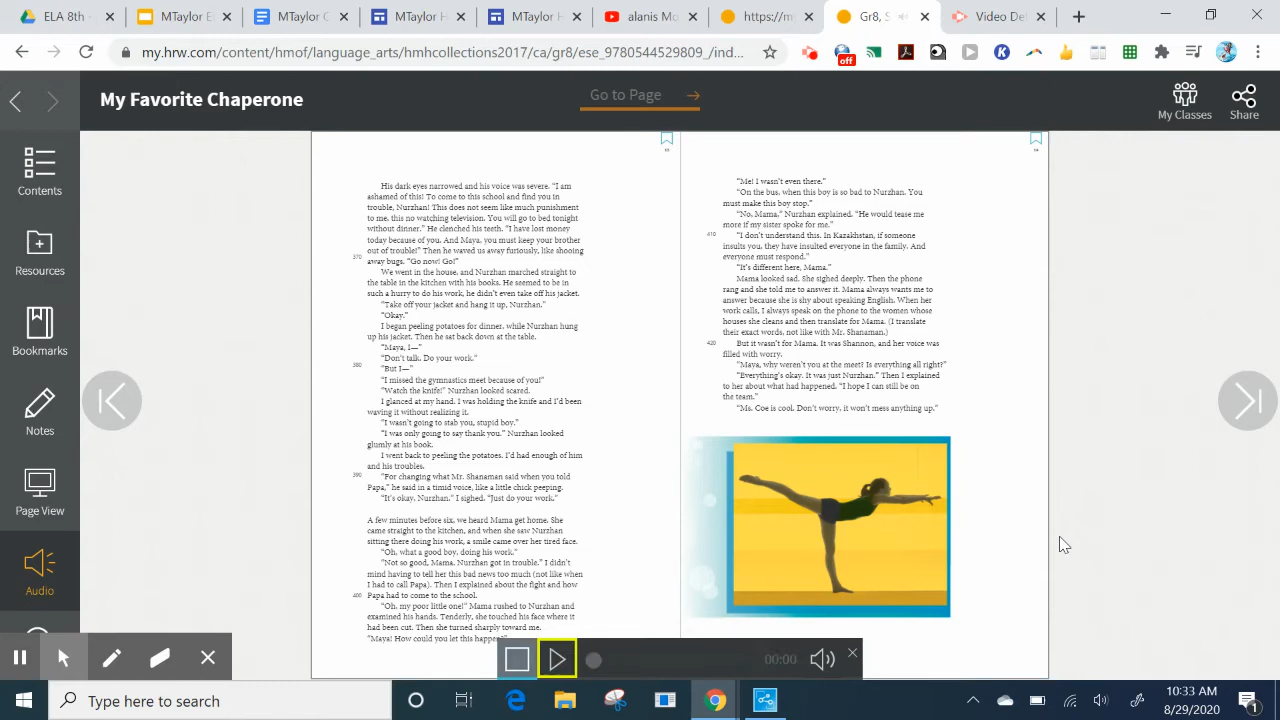 ELA 8th
MTaylor
MTaylor
MTaylor
MTaylor
alanis Mo
https://m
Gr8, S
Video De
my.hrw.com/content/hmof/language_arts/hmhcollections2017/ca/gr8/ese_9780544529809_/ind...
off
My Favorite Chaperone
Go to Page
My Classes
Share
Contents
Resources
Bookmarks
Notes
Page View
Audio
His dark eyes narrowed and his voice was severe. "I am
ashamed of this! To come to this school and find you in
trouble, Nurzhan! This does not seem like much punishment
to me, this no watching television. You will go to bed tonight
without dinner." He clenched his teeth. "I have lost money
today because of you. And Maya, you must keep your brother
out of trouble!" Then he waved us away furiously, like shooing
370 away bugs. "Go now! Go!"
We went in the house, and Nurzhan marched straight to
the table in the kitchen with his books. He seemed to be in
such a hurry to do his work, he didn't even take off his jacket.
"Take off your jacket and hang it up, Nurzhan."
"Okay."
I began peeling potatoes for dinner, while Nurzhan hung
up his jacket. Then he sat back down at the table.
"Maya, I—"
"Don't talk. Do your work."
380 "But I—"
"I missed the gymnastics meet because of you!"
"Watch the knife!" Nurzhan looked scared.
I glanced at my hand. I was holding the knife and I'd been
waving it without realizing it.
"I wasn't going to stab you, stupid boy."
"I was only going to say thank you." Nurzhan looked
glumly at his book.
I went back to peeling the potatoes. I'd had enough of him
and his troubles.
390 "For changing what Mr. Shanaman said when you told
Papa," he said in a timid voice, like a little chick peeping.
"It's okay, Nurzhan." I sighed. "Just do your work."
A few minutes before six, we heard Mama get home. She
came straight to the kitchen, and when she saw Nurzhan
sitting there doing his work, a smile came over her tired face.
"Oh, what a good boy, doing his work."
"Not so good, Mama. Nurzhan got in trouble." I didn't
mind having to tell her this bad news too much (not like when
I had to call Papa). Then I explained about the fight and how
400 Papa had to come to the school.
"Oh, my poor little one!" Mama rushed to Nurzhan and
examined his hands. Tenderly, she touched his face where it
had been cut. Then she turned sharply toward me.
"Maya! How could you let this happen?"
"Me! I wasn't even there."
"On the bus, when this boy is so bad to Nurzhan. You
must make this boy stop."
"No, Mama," Nurzhan explained. "He would tease me
more if my sister spoke for me."
410 "I don't understand this. In Kazakhstan, if someone
insults you, they have insulted everyone in the family. And
everyone must respond."
"It's different here, Mama."
Mama looked sad. She sighed deeply. Then the phone
rang and she told me to answer it. Mama always wants me to
answer because she is shy about speaking English. When her
work calls, I always speak on the phone to the women whose
houses she cleans and then translate for Mama. (I translate
their exact words, not like with Mr. Shanaman.)
420 But it wasn't for Mama. It was Shannon, and her voice was
filled with worry.
"Maya, why weren't you at the meet? Is everything all right?"
"Everything's okay. It was just Nurzhan." Then I explained
to her about what had happened. "I hope I can still be on
the team."
"Ms. Coe is cool. Don't worry, it won't mess anything up."
00:00
Type here to search
10:33 AM
8/29/2020
1